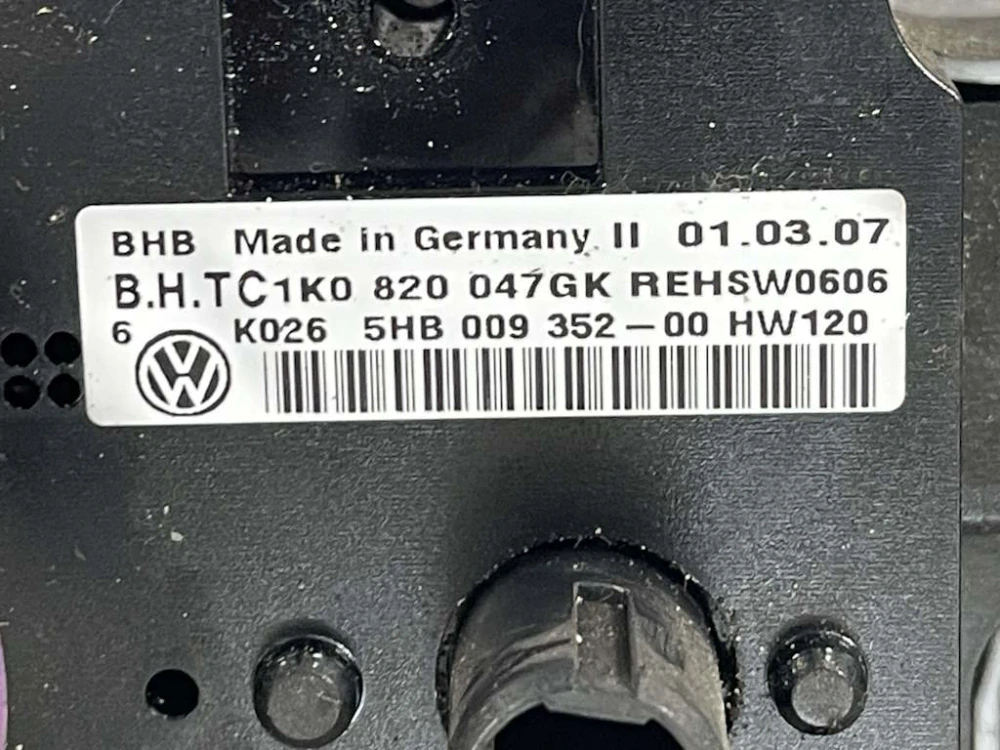 BHB Made in Germany II 01.03.07
B.H.TC1K0 820 047GK REHSW0606
6 K026 5HB 009 352-00 HW120